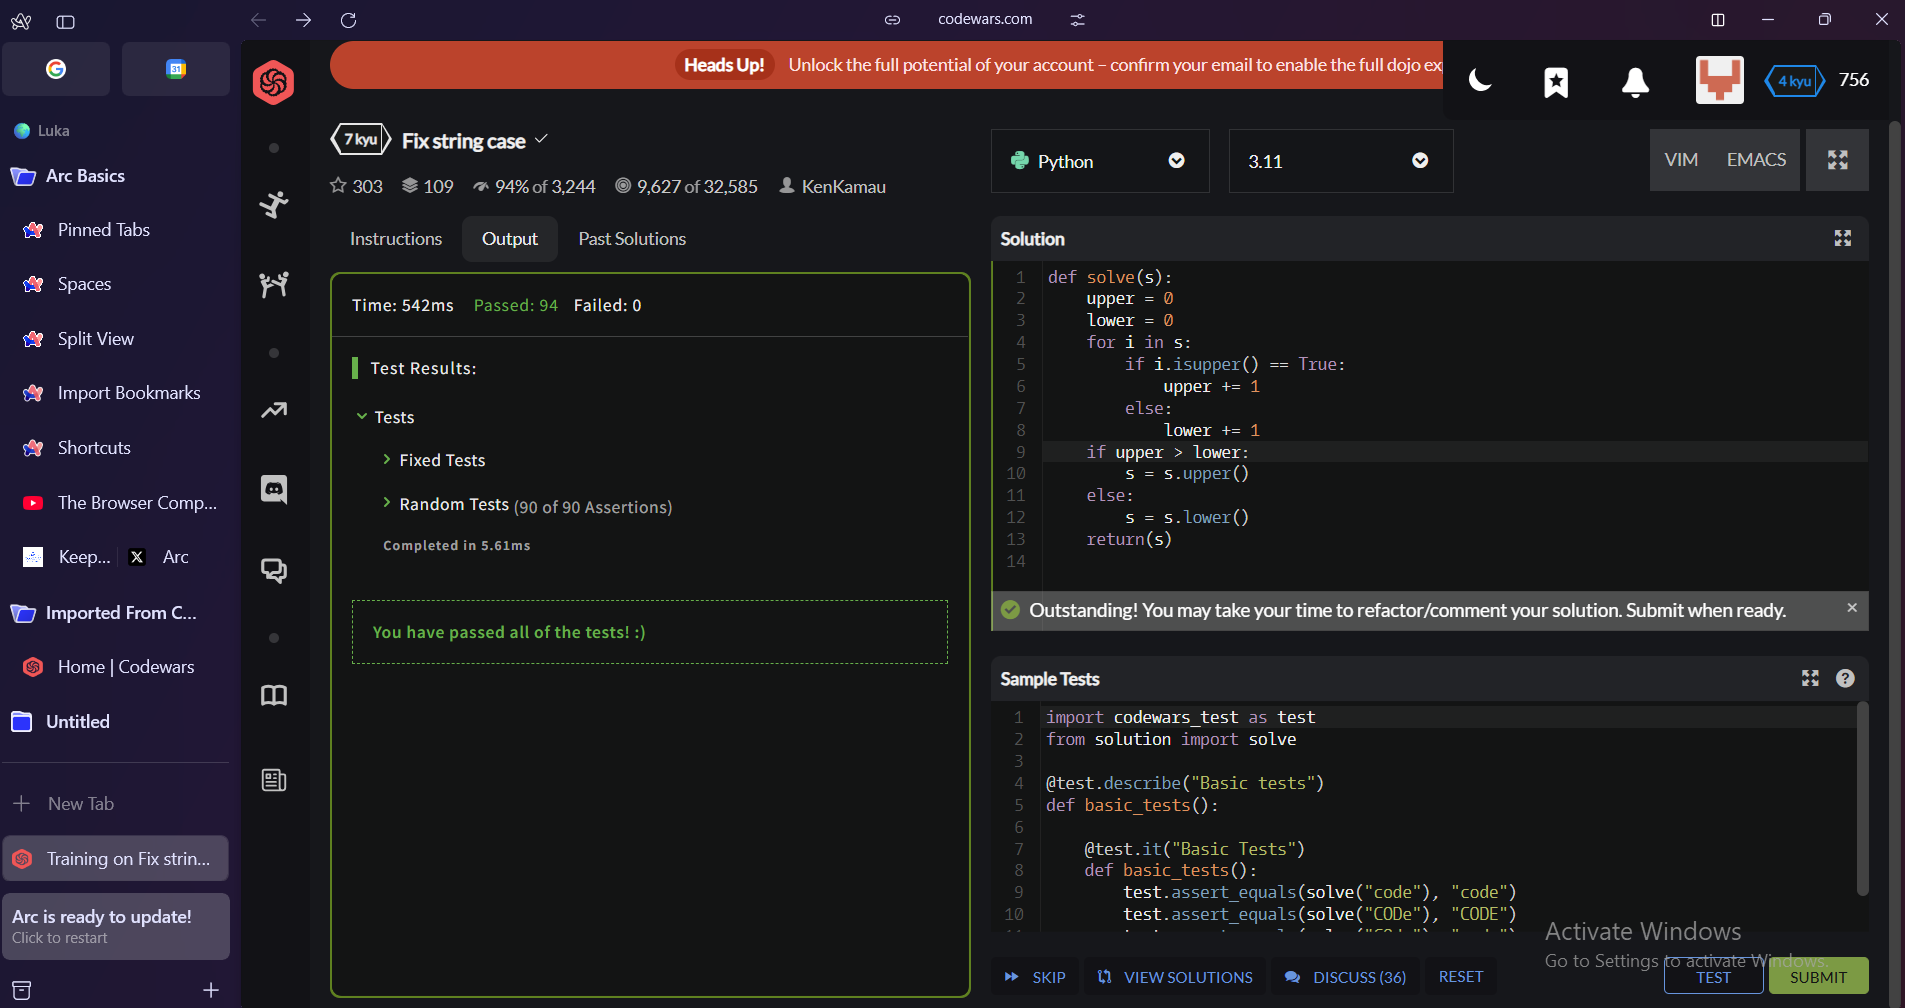 codewars.com
31
Luka
Arc Basics
Pinned Tabs
Spaces
Split View
Import Bookmarks
Shortcuts
The Browser Comp...
Keep... X Arc
Imported From C...
Home | Codewars
Untitled
New Tab
Training on Fix strin...
Arc is ready to update!
Click to restart
Heads Up! Unlock the full potential of your account – confirm your email to enable the full dojo ex
4 kyu 756
7 kyu Fix string case
303 109 94% of 3,244 9,627 of 32,585 KenKamau
Python
3.11
VIM EMACS
Instructions Output Past Solutions
Time: 542ms Passed: 94 Failed: 0
Test Results:
Tests
Fixed Tests
Random Tests (90 of 90 Assertions)
Completed in 5.61ms
You have passed all of the tests! :)
Solution
1 def solve(s):
2 upper = 0
3 lower = 0
4 for i in s:
5 if i.isupper() == True:
6 upper += 1
7 else:
8 lower += 1
9 if upper > lower:
10 s = s.upper()
11 else:
12 s = s.lower()
13 return(s)
14
Outstanding! You may take your time to refactor/comment your solution. Submit when ready.
Sample Tests
1 import codewars_test as test
2 from solution import solve
3
4 @test.describe("Basic tests")
5 def basic_tests():
6
7 @test.it("Basic Tests")
8 def basic_tests():
9 test.assert_equals(solve("code"), "code")
10 test.assert_equals(solve("CODe"), "CODE")
Activate Windows
Go to Settings to activate Windows.
SKIP VIEW SOLUTIONS DISCUSS (36) RESET TEST SUBMIT